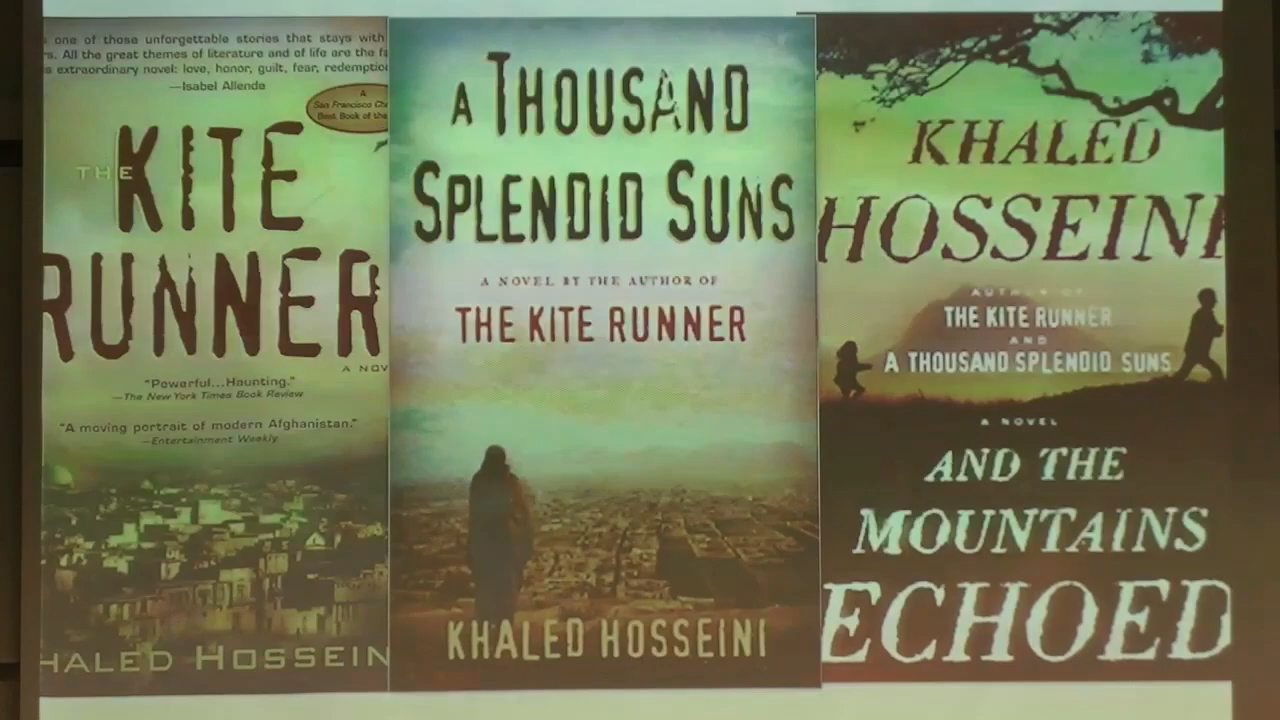 one of those unforgettable stories that stays with
All the great themes of literature and of life are the
extraordinary novel: love, honor, guilt, fear,
—Isabel Allende
A
San Francisco
Best Book of the
THE KITE
RUNNER
A
"Powerful...Haunting."
—The New York Times Book Review
"A moving portrait of modern Afghanistan."
—Entertainment Weekly
HALED HOSSEIN
A THOUSAND
SPLENDID SUNS
A NOVEL BY THE AUTHOR OF
THE KITE RUNNER
KHALED HOSSEINI
KHALED
HOSSEINI
AUTHOR OF
THE KITE RUNNER
AND
A THOUSAND SPLENDID SUNS
A NOVEL
AND THE
MOUNTAINS
ECHOED